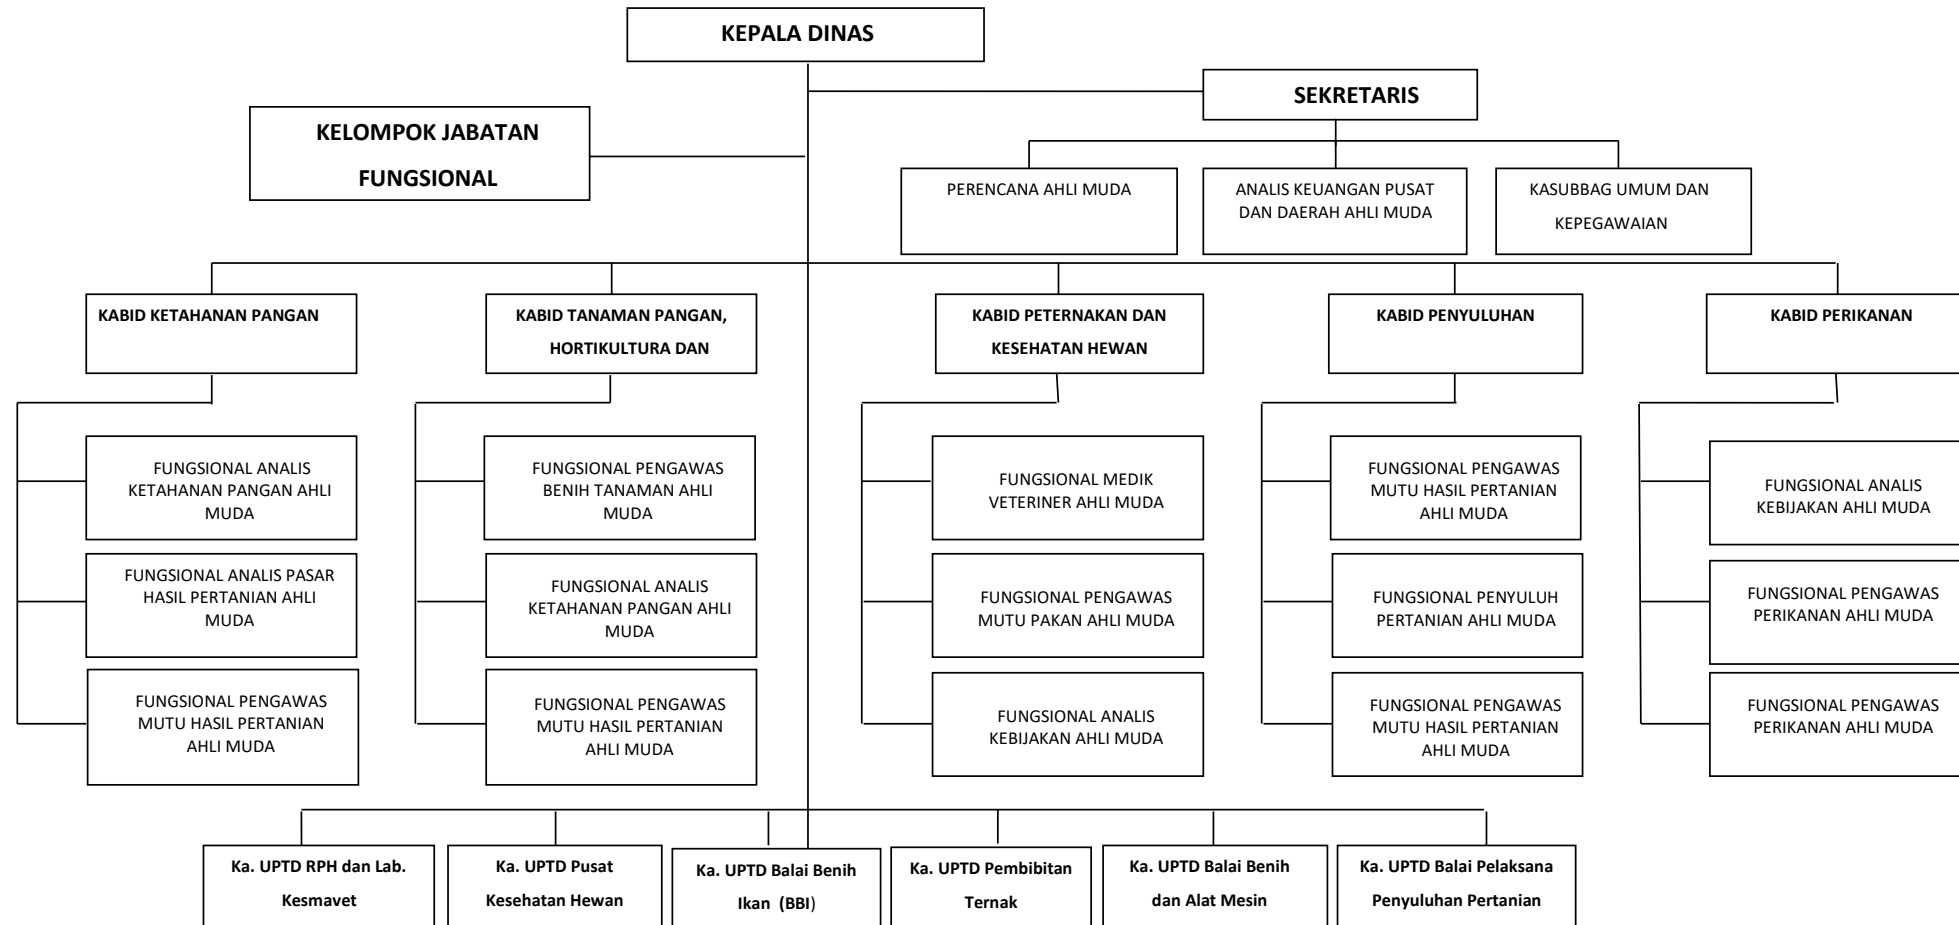 KEPALA DINAS
SEKRETARIS
KELOMPOK JABATAN
FUNGSIONAL
PERENCANA AHLI MUDA
ANALIS KEUANGAN PUSAT
DAN DAERAH AHLI MUDA
KASUBBAG UMUM DAN
KEPEGAWAIAN
KABID KETAHANAN PANGAN
KABID TANAMAN PANGAN,
HORTIKULTURA DAN
KABID PETERNAKAN DAN
KESEHATAN HEWAN
KABID PENYULUHAN
KABID PERIKANAN
FUNGSIONAL ANALIS
KETAHANAN PANGAN AHLI
MUDA
FUNGSIONAL PENGAWAS
BENIH TANAMAN AHLI
MUDA
FUNGSIONAL MEDIK
VETERINER AHLI MUDA
FUNGSIONAL PENGAWAS
MUTU HASIL PERTANIAN
AHLI MUDA
FUNGSIONAL ANALIS
KEBIJAKAN AHLI MUDA
FUNGSIONAL ANALIS PASAR
HASIL PERTANIAN AHLI
MUDA
FUNGSIONAL ANALIS
KETAHANAN PANGAN AHLI
MUDA
FUNGSIONAL PENGAWAS
MUTU PAKAN AHLI MUDA
FUNGSIONAL PENYULUH
PERTANIAN AHLI MUDA
FUNGSIONAL PENGAWAS
PERIKANAN AHLI MUDA
FUNGSIONAL PENGAWAS
MUTU HASIL PERTANIAN
AHLI MUDA
FUNGSIONAL PENGAWAS
MUTU HASIL PERTANIAN
AHLI MUDA
FUNGSIONAL ANALIS
KEBIJAKAN AHLI MUDA
FUNGSIONAL PENGAWAS
MUTU HASIL PERTANIAN
AHLI MUDA
FUNGSIONAL PENGAWAS
PERIKANAN AHLI MUDA
Ka. UPTD RPH dan Lab.
Kesmavet
Ka. UPTD Pusat
Kesehatan Hewan
Ka. UPTD Balai Benih
Ikan (BBI)
Ka. UPTD Pembibitan
Ternak
Ka. UPTD Balai Benih
dan Alat Mesin
Ka. UPTD Balai Pelaksana
Penyuluhan Pertanian